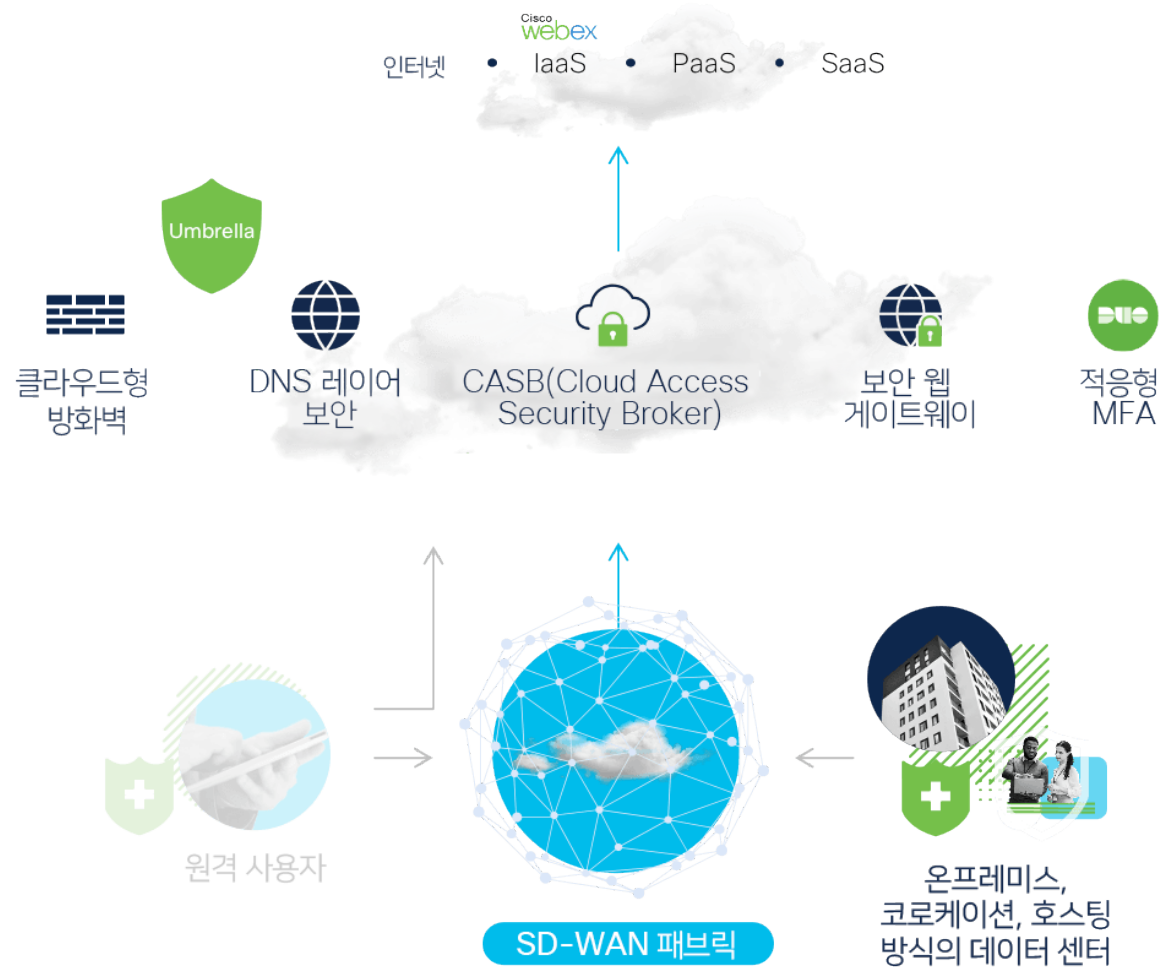 Cisco
webex
인터넷 • IaaS • PaaS • SaaS
Umbrella
클라우드형
방화벽
DNS 레이어
보안
CASB(Cloud Access
Security Broker)
보안 웹
게이트웨이
DUO
적응형
MFA
원격 사용자
SD-WAN 패브릭
온프레미스,
코로케이션, 호스팅
방식의 데이터 센터